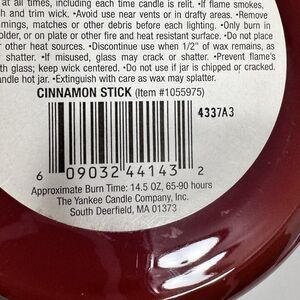 at all times, including each time candle is relit. •If flame smokes,
h and trim wick. •Avoid use near vents or in drafty areas. •Remove
mmings, matches or other debris before each lighting. •Only burn in
older, or on plate or other fire and heat resistant surface. •Do not place
other heat sources. •Discontinue use when 1/2" of wax remains, as
shatter. •If misused, glass may crack or shatter. •Prevent flame's
th glass; keep wick centered. •Do not use if jar is chipped or cracked.
andle hot jar. •Extinguish with care as wax may splatter.
CINNAMON STICK (Item #1055975)
4337A3
6 09032 44143 2
Approximate Burn Time: 14.5 OZ, 65-90 hours
The Yankee Candle Company, Inc.
South Deerfield, MA 01373